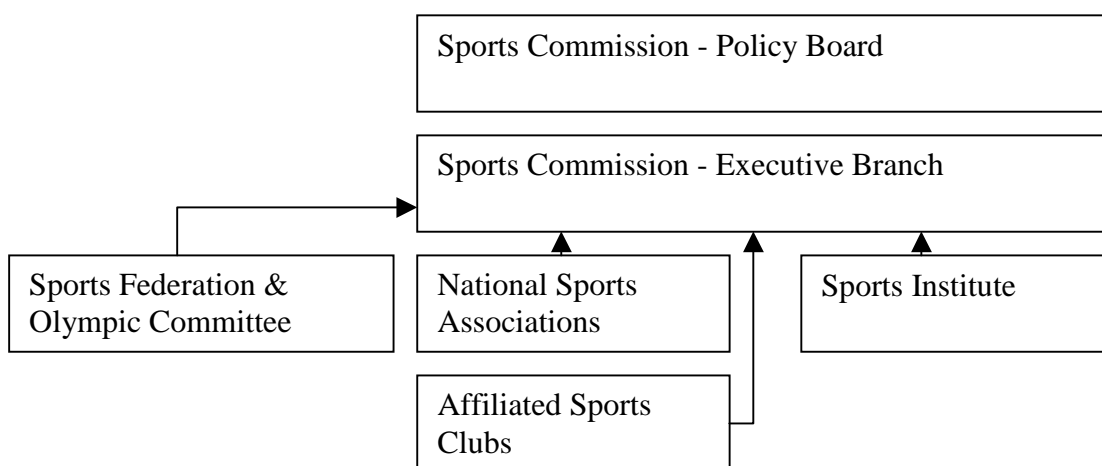 Sports Commission - Policy Board
Sports Commission - Executive Branch
Sports Federation &
Olympic Committee
National Sports
Associations
Sports Institute
Affiliated Sports
Clubs